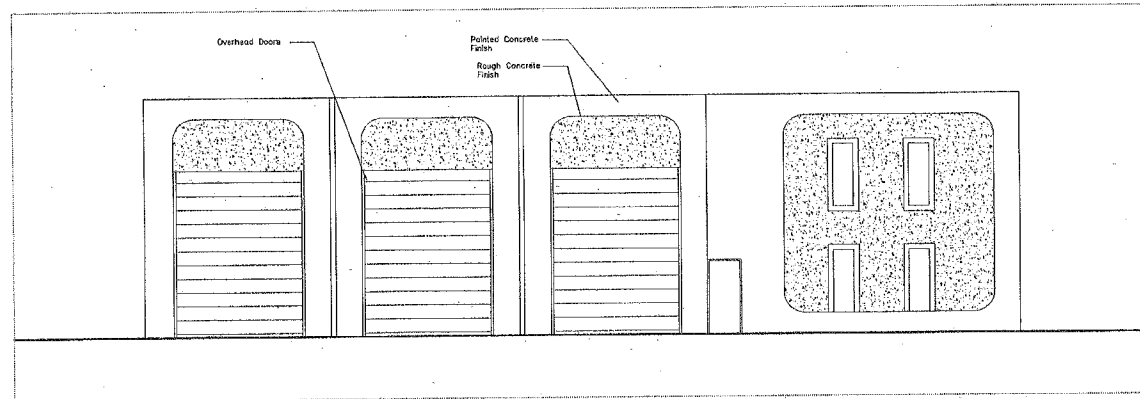 Overhead Doors
Painted Concrete
Finish
Rough Concrete
Finish